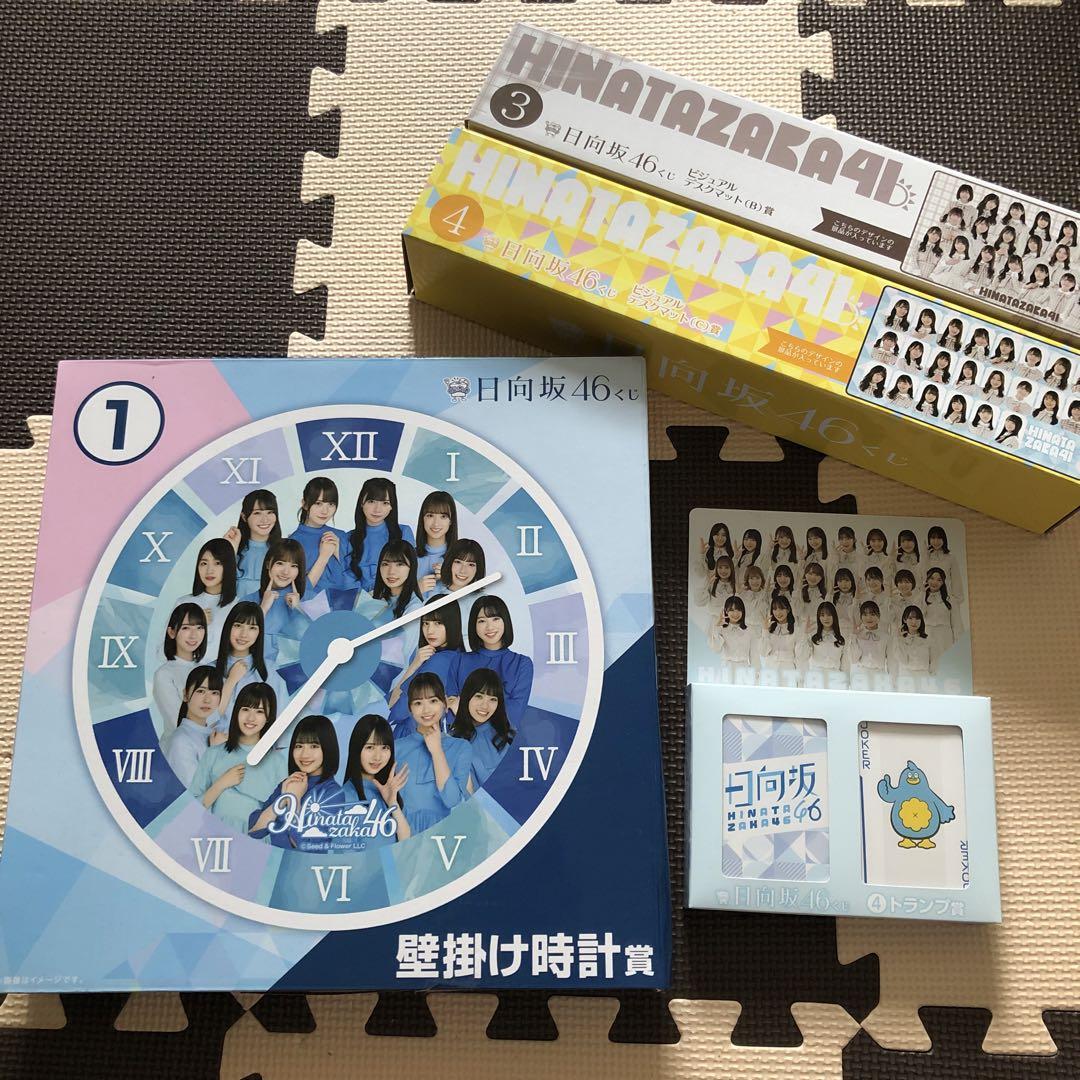 HINATAZAKA46
3
日向坂46くじ
ビジュアル
デスクマット(B)賞
こちらのデザインの
景品が入っています
HINATAZAKA46
HINATAZAKA46
4
日向坂46くじ
ビジュアル
デスクマット(C)賞
こちらのデザインの
景品が入っています
HINATA
ZAKA46
日向坂46くじ
1
日向坂46くじ
XII
I
II
III
IV
V
VI
VII
VIII
IX
X
XI
Hinata
zaka46
©Seed & Flower LLC
壁掛け時計賞
※画像はイメージです。
HINATAZAKA46
日向坂
HINATA
ZAKA46 46
JOKER
JOKER
日向坂46くじ
4 トランプ賞